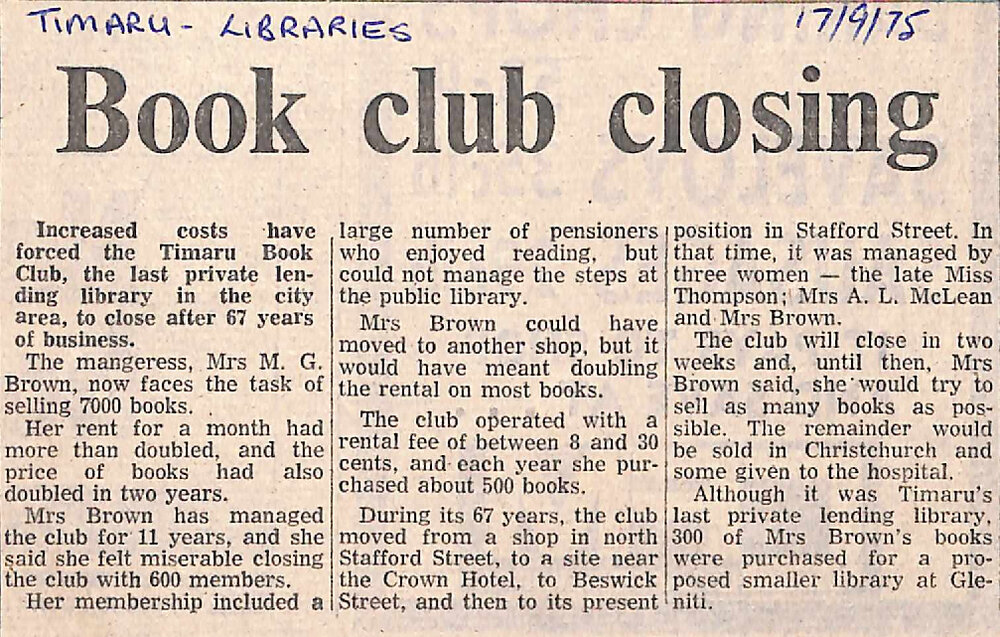 TIMARU - LIBRARIES
17/9/75
Book club closing
Increased costs have
forced the Timaru Book
Club, the last private len-
ding library in the city
area, to close after 67 years
of business.
The mangeress, Mrs M. G.
Brown, now faces the task of
selling 7000 books.
Her rent for a month had
more than doubled, and the
price of books had also
doubled in two years.
Mrs Brown has managed
the club for 11 years, and she
said she felt miserable closing
the club with 600 members.
Her membership included a
large number of pensioners
who enjoyed reading, but
could not manage the steps at
the public library.
Mrs Brown could have
moved to another shop, but it
would have meant doubling
the rental on most books.
The club operated with a
rental fee of between 8 and 30
cents, and each year she pur-
chased about 500 books.
During its 67 years, the club
moved from a shop in north
Stafford Street, to a site near
the Crown Hotel, to Beswick
Street, and then to its present
position in Stafford Street. In
that time, it was managed by
three women — the late Miss
Thompson; Mrs A. L. McLean
and Mrs Brown.
The club will close in two
weeks and, until then, Mrs
Brown said, she would try to
sell as many books as pos-
sible. The remainder would
be sold in Christchurch and
some given to the hospital.
Although it was Timaru's
last private lending library,
300 of Mrs Brown's books
were purchased for a pro-
posed smaller library at Gle-
niti.